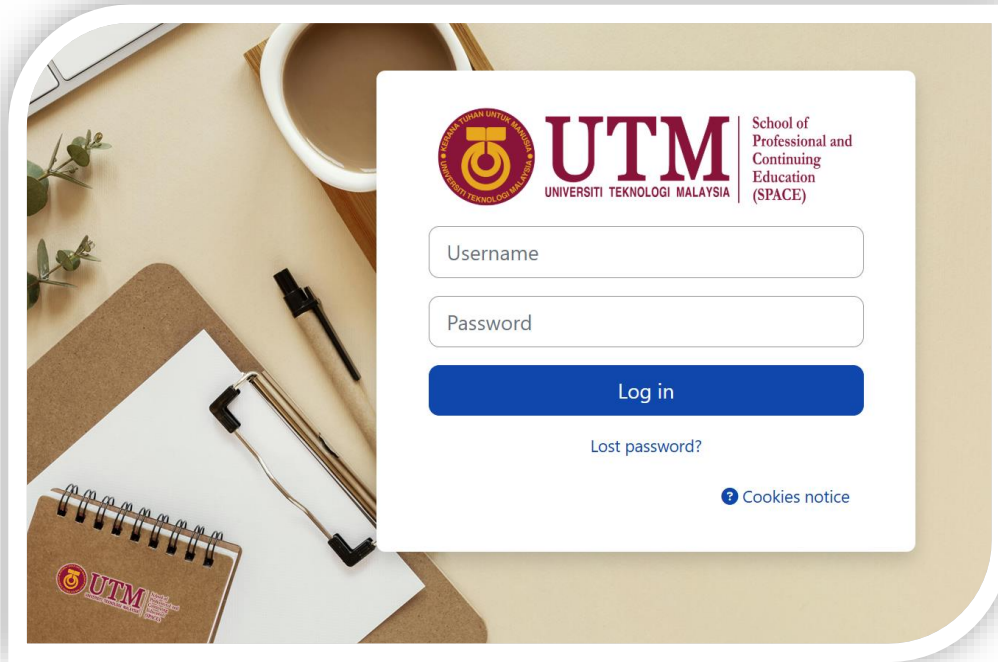 KERANA TUHAN UNTUK MANUSIA
UNIVERSITI TEKNOLOGI MALAYSIA
UTM
UNIVERSITI TEKNOLOGI MALAYSIA
School of
Professional and
Continuing
Education
(SPACE)
Username
Password
Log in
Lost password?
Cookies notice
UTM